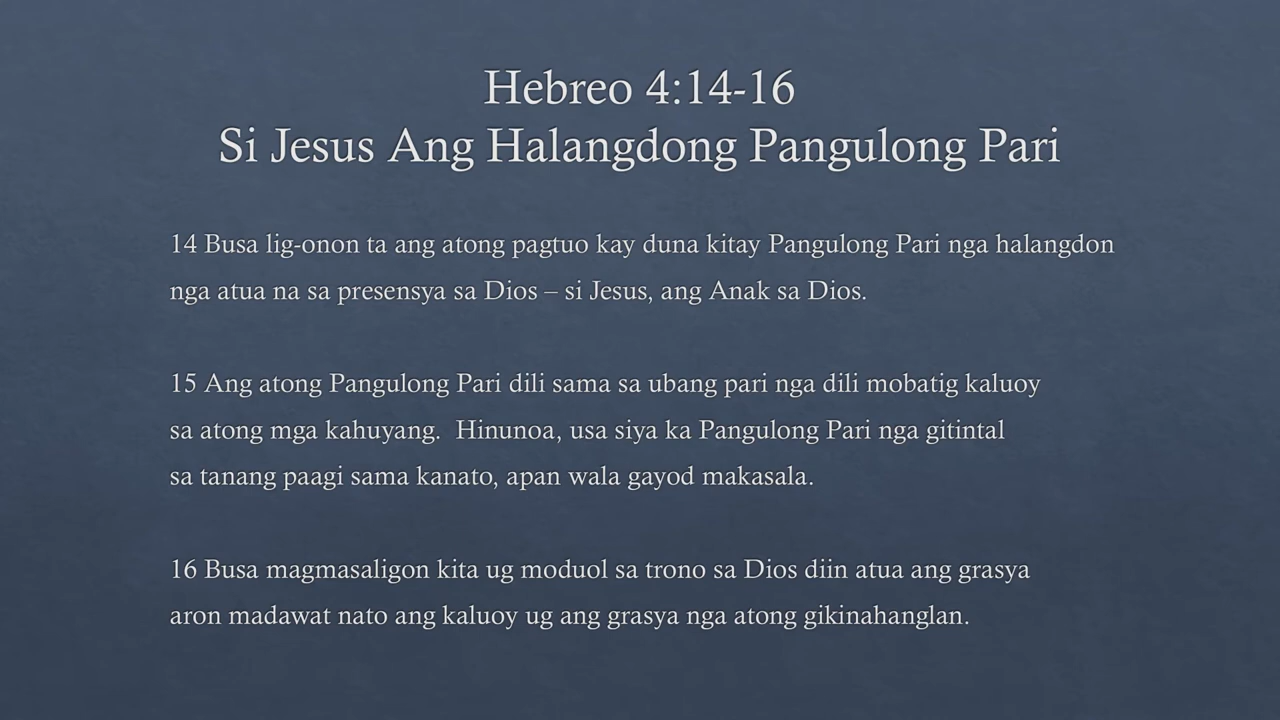 Hebreo 4:14-16
Si Jesus Ang Halangdong Pangulong Pari
14 Busa lig-onon ta ang atong pagtuo kay duna kitay Pangulong Pari nga halangdon
nga atua na sa presensya sa Dios – si Jesus, ang Anak sa Dios.
15 Ang atong Pangulong Pari dili sama sa ubang pari nga dili mobatig kaluoy
sa atong mga kahuyang.  Hinunoa, usa siya ka Pangulong Pari nga gitintal
sa tanang paagi sama kanato, apan wala gayod makasala.
16 Busa magmasaligon kita ug moduol sa trono sa Dios diin atua ang grasya
aron madawat nato ang kaluoy ug ang grasya nga atong gikinahanglan.